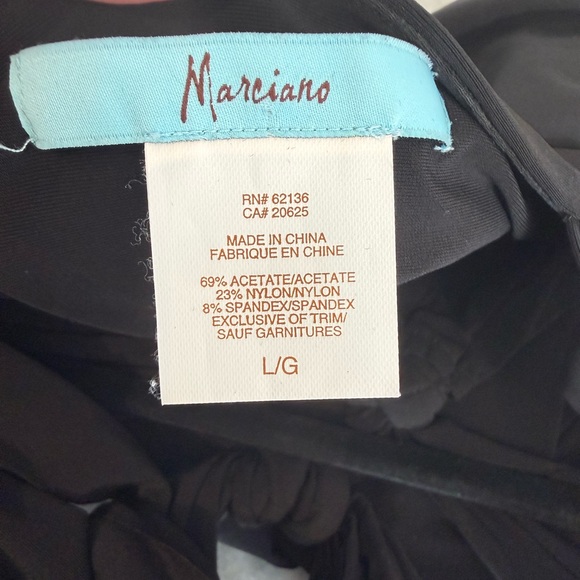 Marciano
RN# 62136
CA# 20625
MADE IN CHINA
FABRIQUE EN CHINE
69% ACETATE/ACETATE
23% NYLON/NYLON
8% SPANDEX/SPANDEX
EXCLUSIVE OF TRIM/
SAUF GARNITURES
L/G